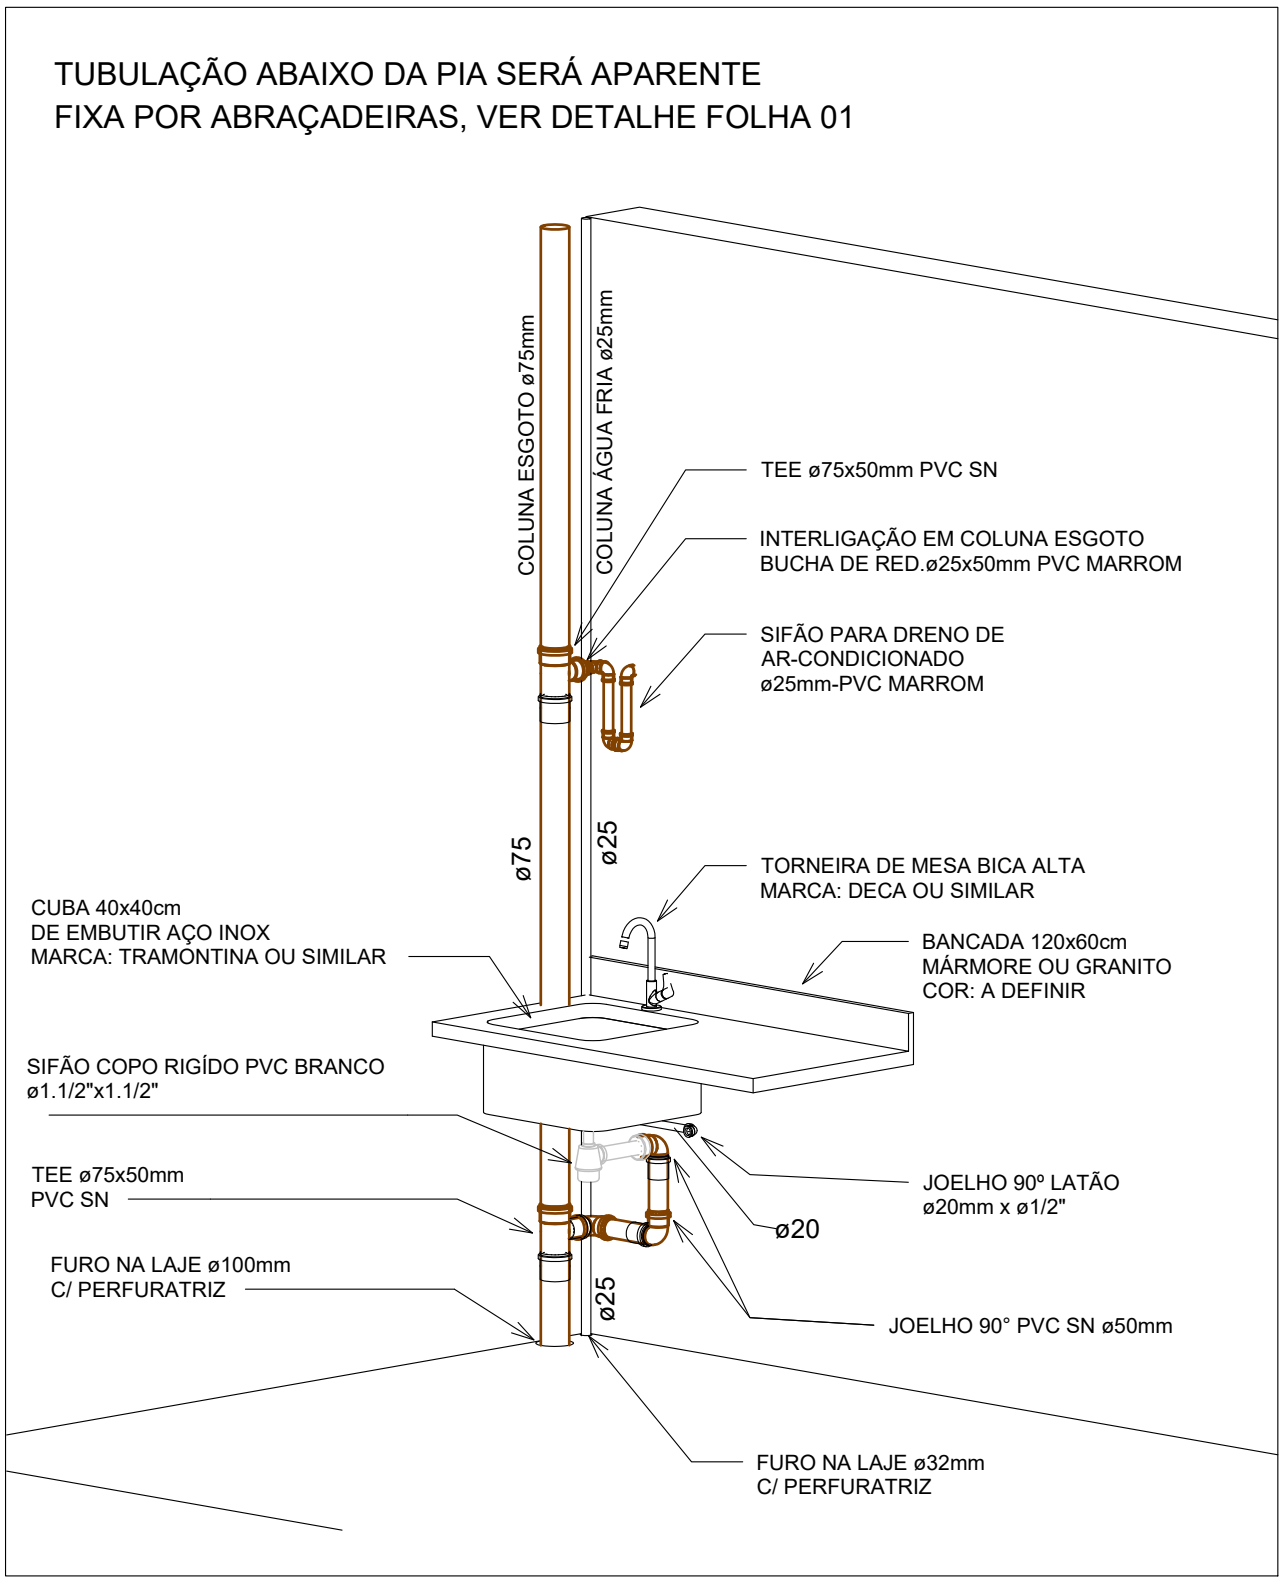 TUBULAÇÃO ABAIXO DA PIA SERÁ APARENTE
FIXA POR ABRAÇADEIRAS, VER DETALHE FOLHA 01
COLUNA ESGOTO ø75mm
COLUNA ÁGUA FRIA ø25mm
TEE ø75x50mm PVC SN
INTERLIGAÇÃO EM COLUNA ESGOTO
BUCHA DE RED.ø25x50mm PVC MARROM
SIFÃO PARA DRENO DE
AR-CONDICIONADO
ø25mm-PVC MARROM
ø75
ø25
TORNEIRA DE MESA BICA ALTA
MARCA: DECA OU SIMILAR
CUBA 40x40cm
DE EMBUTIR AÇO INOX
MARCA: TRAMONTINA OU SIMILAR
BANCADA 120x60cm
MÁRMORE OU GRANITO
COR: A DEFINIR
SIFÃO COPO RIGÍDO PVC BRANCO
ø1.1/2"x1.1/2"
TEE ø75x50mm
PVC SN
JOELHO 90º LATÃO
ø20mm x ø1/2"
ø20
FURO NA LAJE ø100mm
C/ PERFURATRIZ
ø25
JOELHO 90° PVC SN ø50mm
FURO NA LAJE ø32mm
C/ PERFURATRIZ